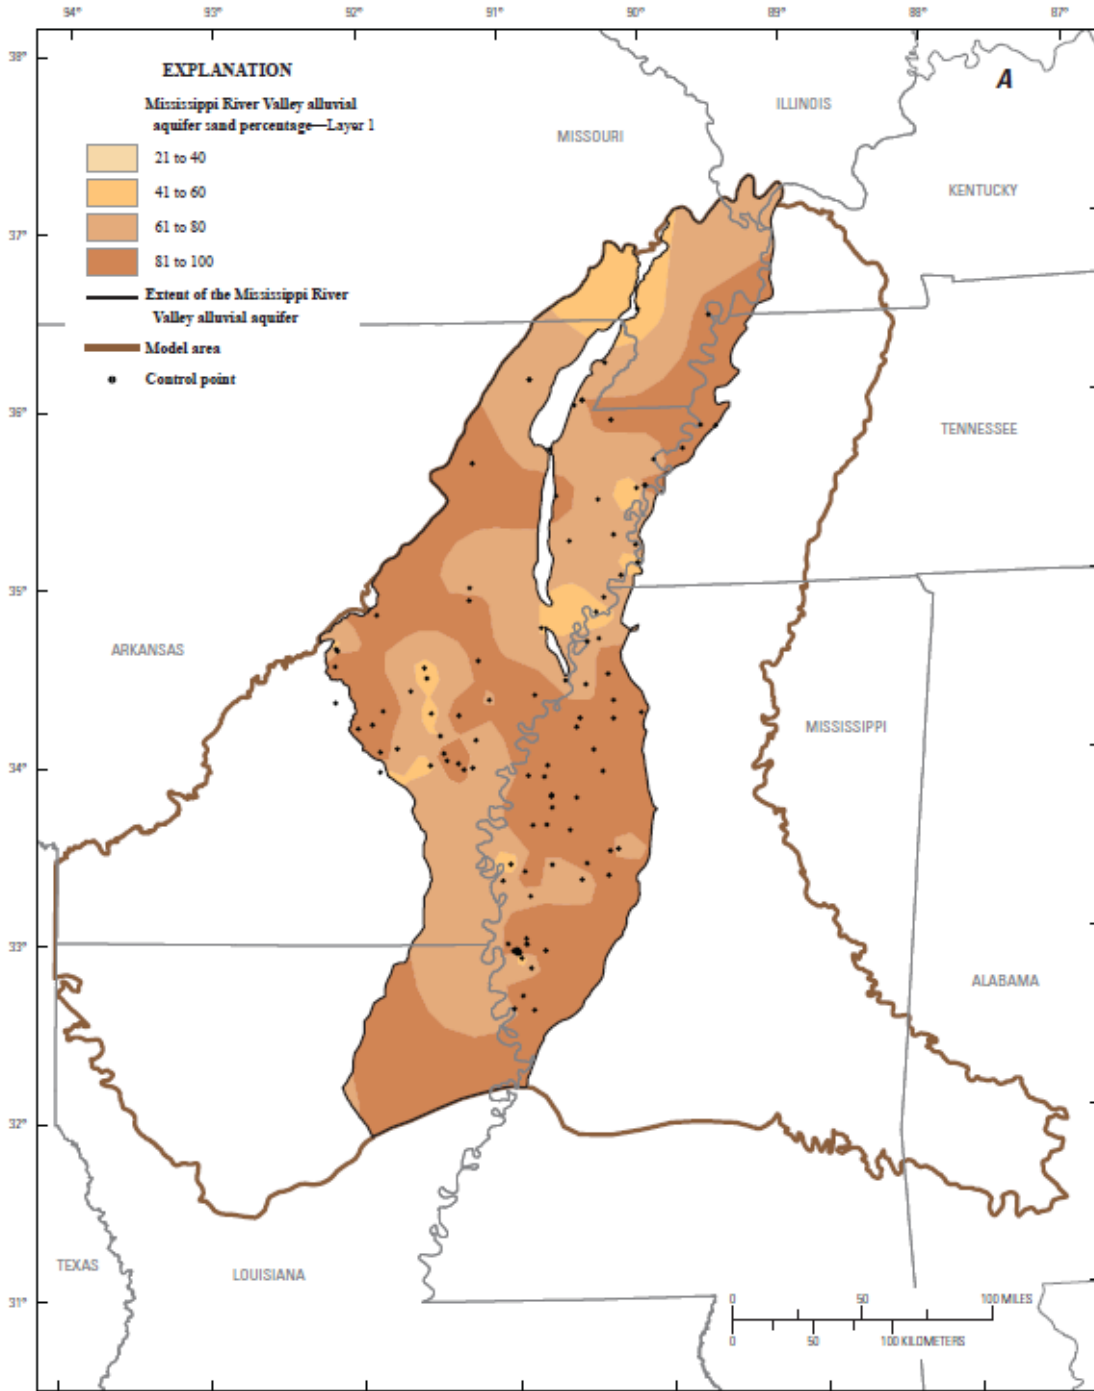 94° 93° 92° 91° 90° 89° 88° 87°
38°
A
EXPLANATION
Mississippi River Valley alluvial
aquifer sand percentage—Layer 1
21 to 40
41 to 60
61 to 80
81 to 100
Extent of the Mississippi River
Valley alluvial aquifer
Model area
Control point
ILLINOIS
MISSOURI
KENTUCKY
37°
36°
TENNESSEE
35°
ARKANSAS
MISSISSIPPI
34°
33°
ALABAMA
32°
TEXAS
LOUISIANA
31°
0 50 100 MILES
0 50 100 KILOMETERS